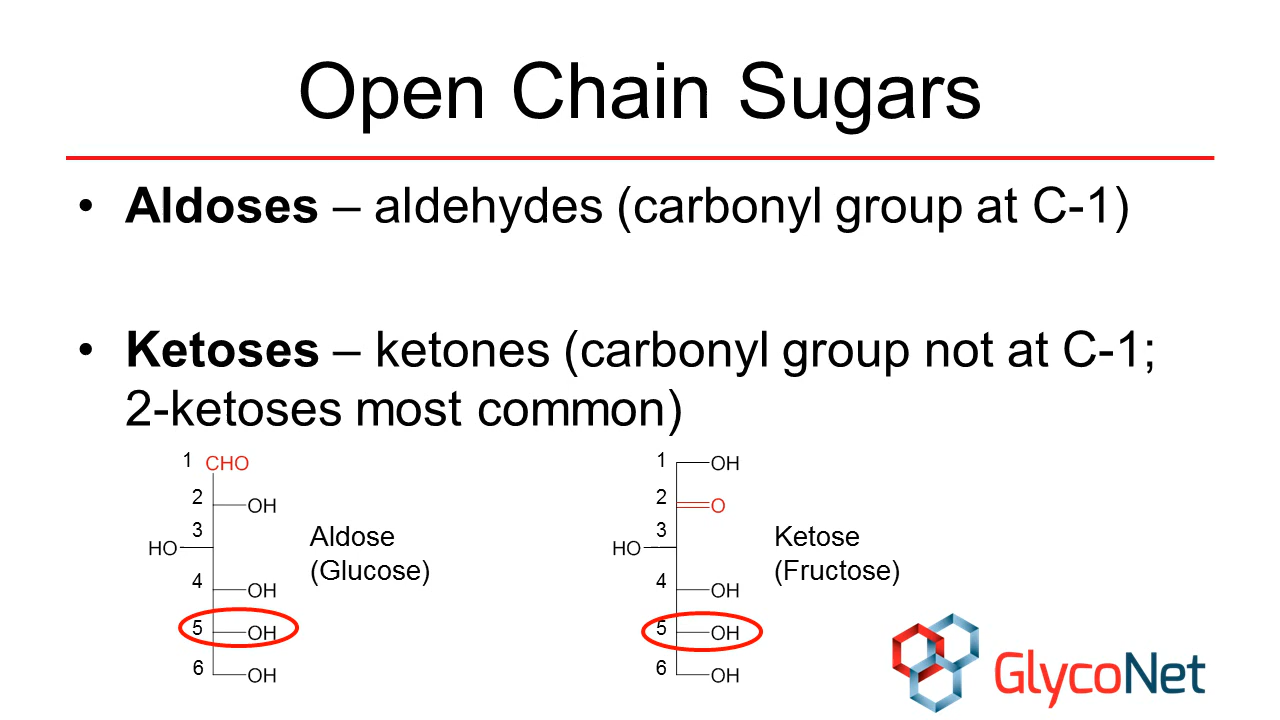 Open Chain Sugars
• Aldoses – aldehydes (carbonyl group at C-1)
• Ketoses – ketones (carbonyl group not at C-1;
2-ketoses most common)
1 CHO
2 OH
3
HO
4
OH
5 OH
6 OH
Aldose
(Glucose)
1 OH
2 O
3
HO
4
OH
5 OH
6 OH
Ketose
(Fructose)
GlycoNet